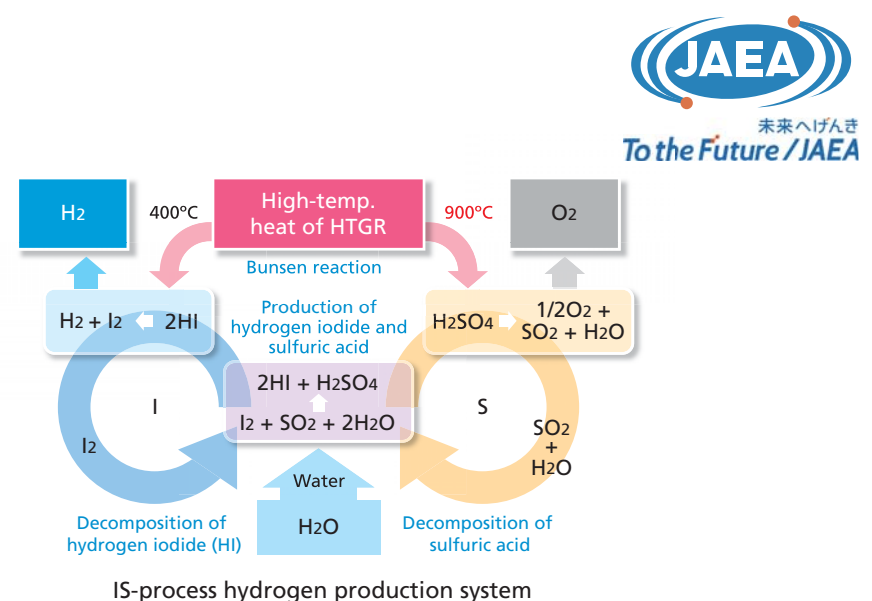 JAEA
未来へげんき
To the Future / JAEA
H2
400ºC
High-temp.
heat of HTGR
900ºC
O2
Bunsen reaction
H2 + I2
2HI
Production of
hydrogen iodide and
sulfuric acid
H2SO4
1/2O2 +
SO2 + H2O
2HI + H2SO4
I2 + SO2 + 2H2O
I
S
I2
SO2
+
H2O
Water
H2O
Decomposition of
hydrogen iodide (HI)
Decomposition of
sulfuric acid
IS-process hydrogen production system